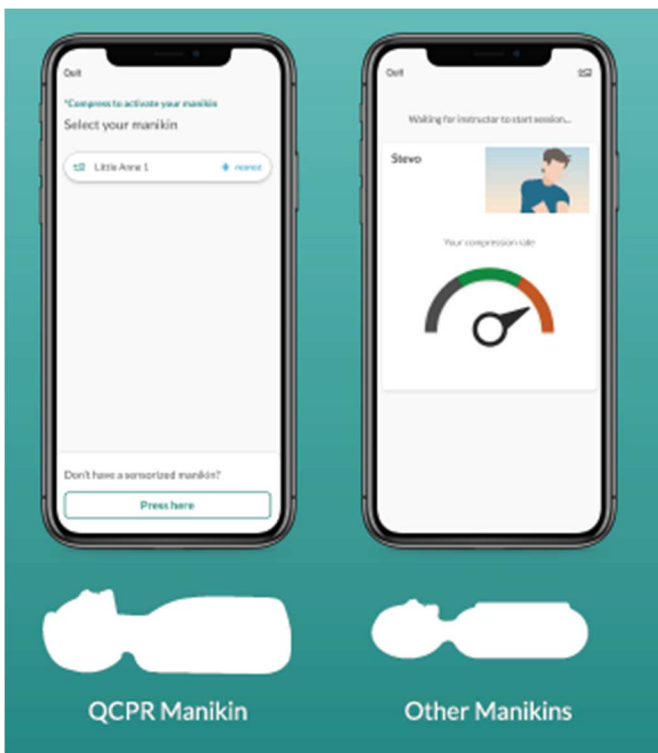 Quit
*Compress to activate your manikin
Select your manikin
Little Anne 1
Don't have a sensorized manikin?
Press here
QCPR Manikin
Quit
Waiting for instructor to start session...
Stevo
Your compression rate
Other Manikins